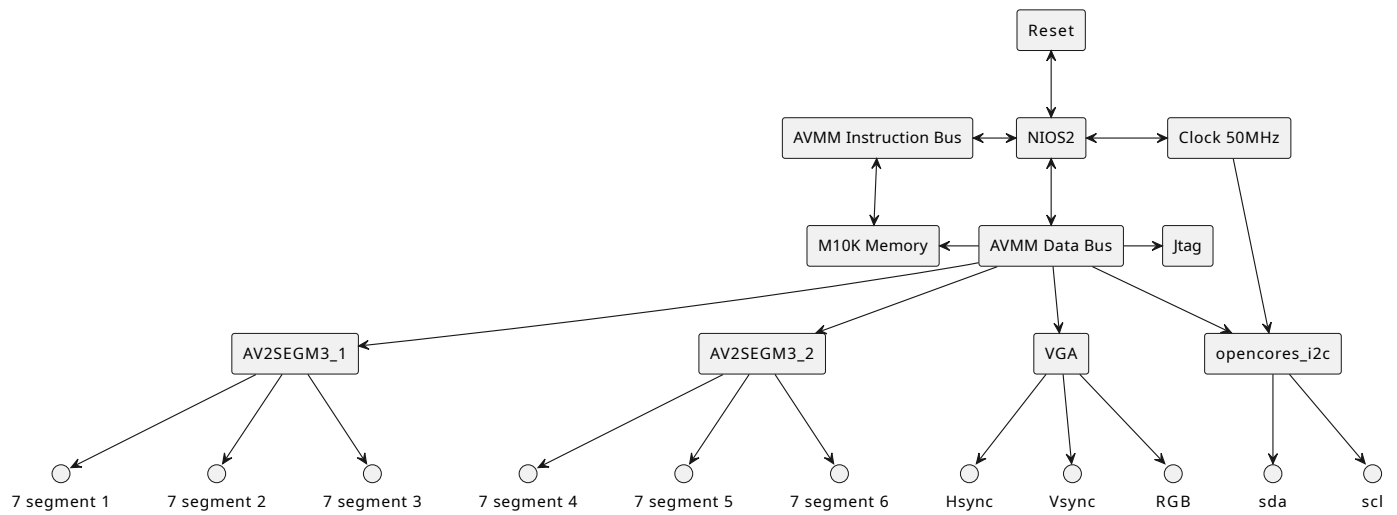 Reset
AVMM Instruction Bus
NIOS2
Clock 50MHz
M10K Memory
AVMM Data Bus
Jtag
AV2SEGM3_1
AV2SEGM3_2
VGA
opencores_i2c
7 segment 1
7 segment 2
7 segment 3
7 segment 4
7 segment 5
7 segment 6
Hsync
Vsync
RGB
sda
scl